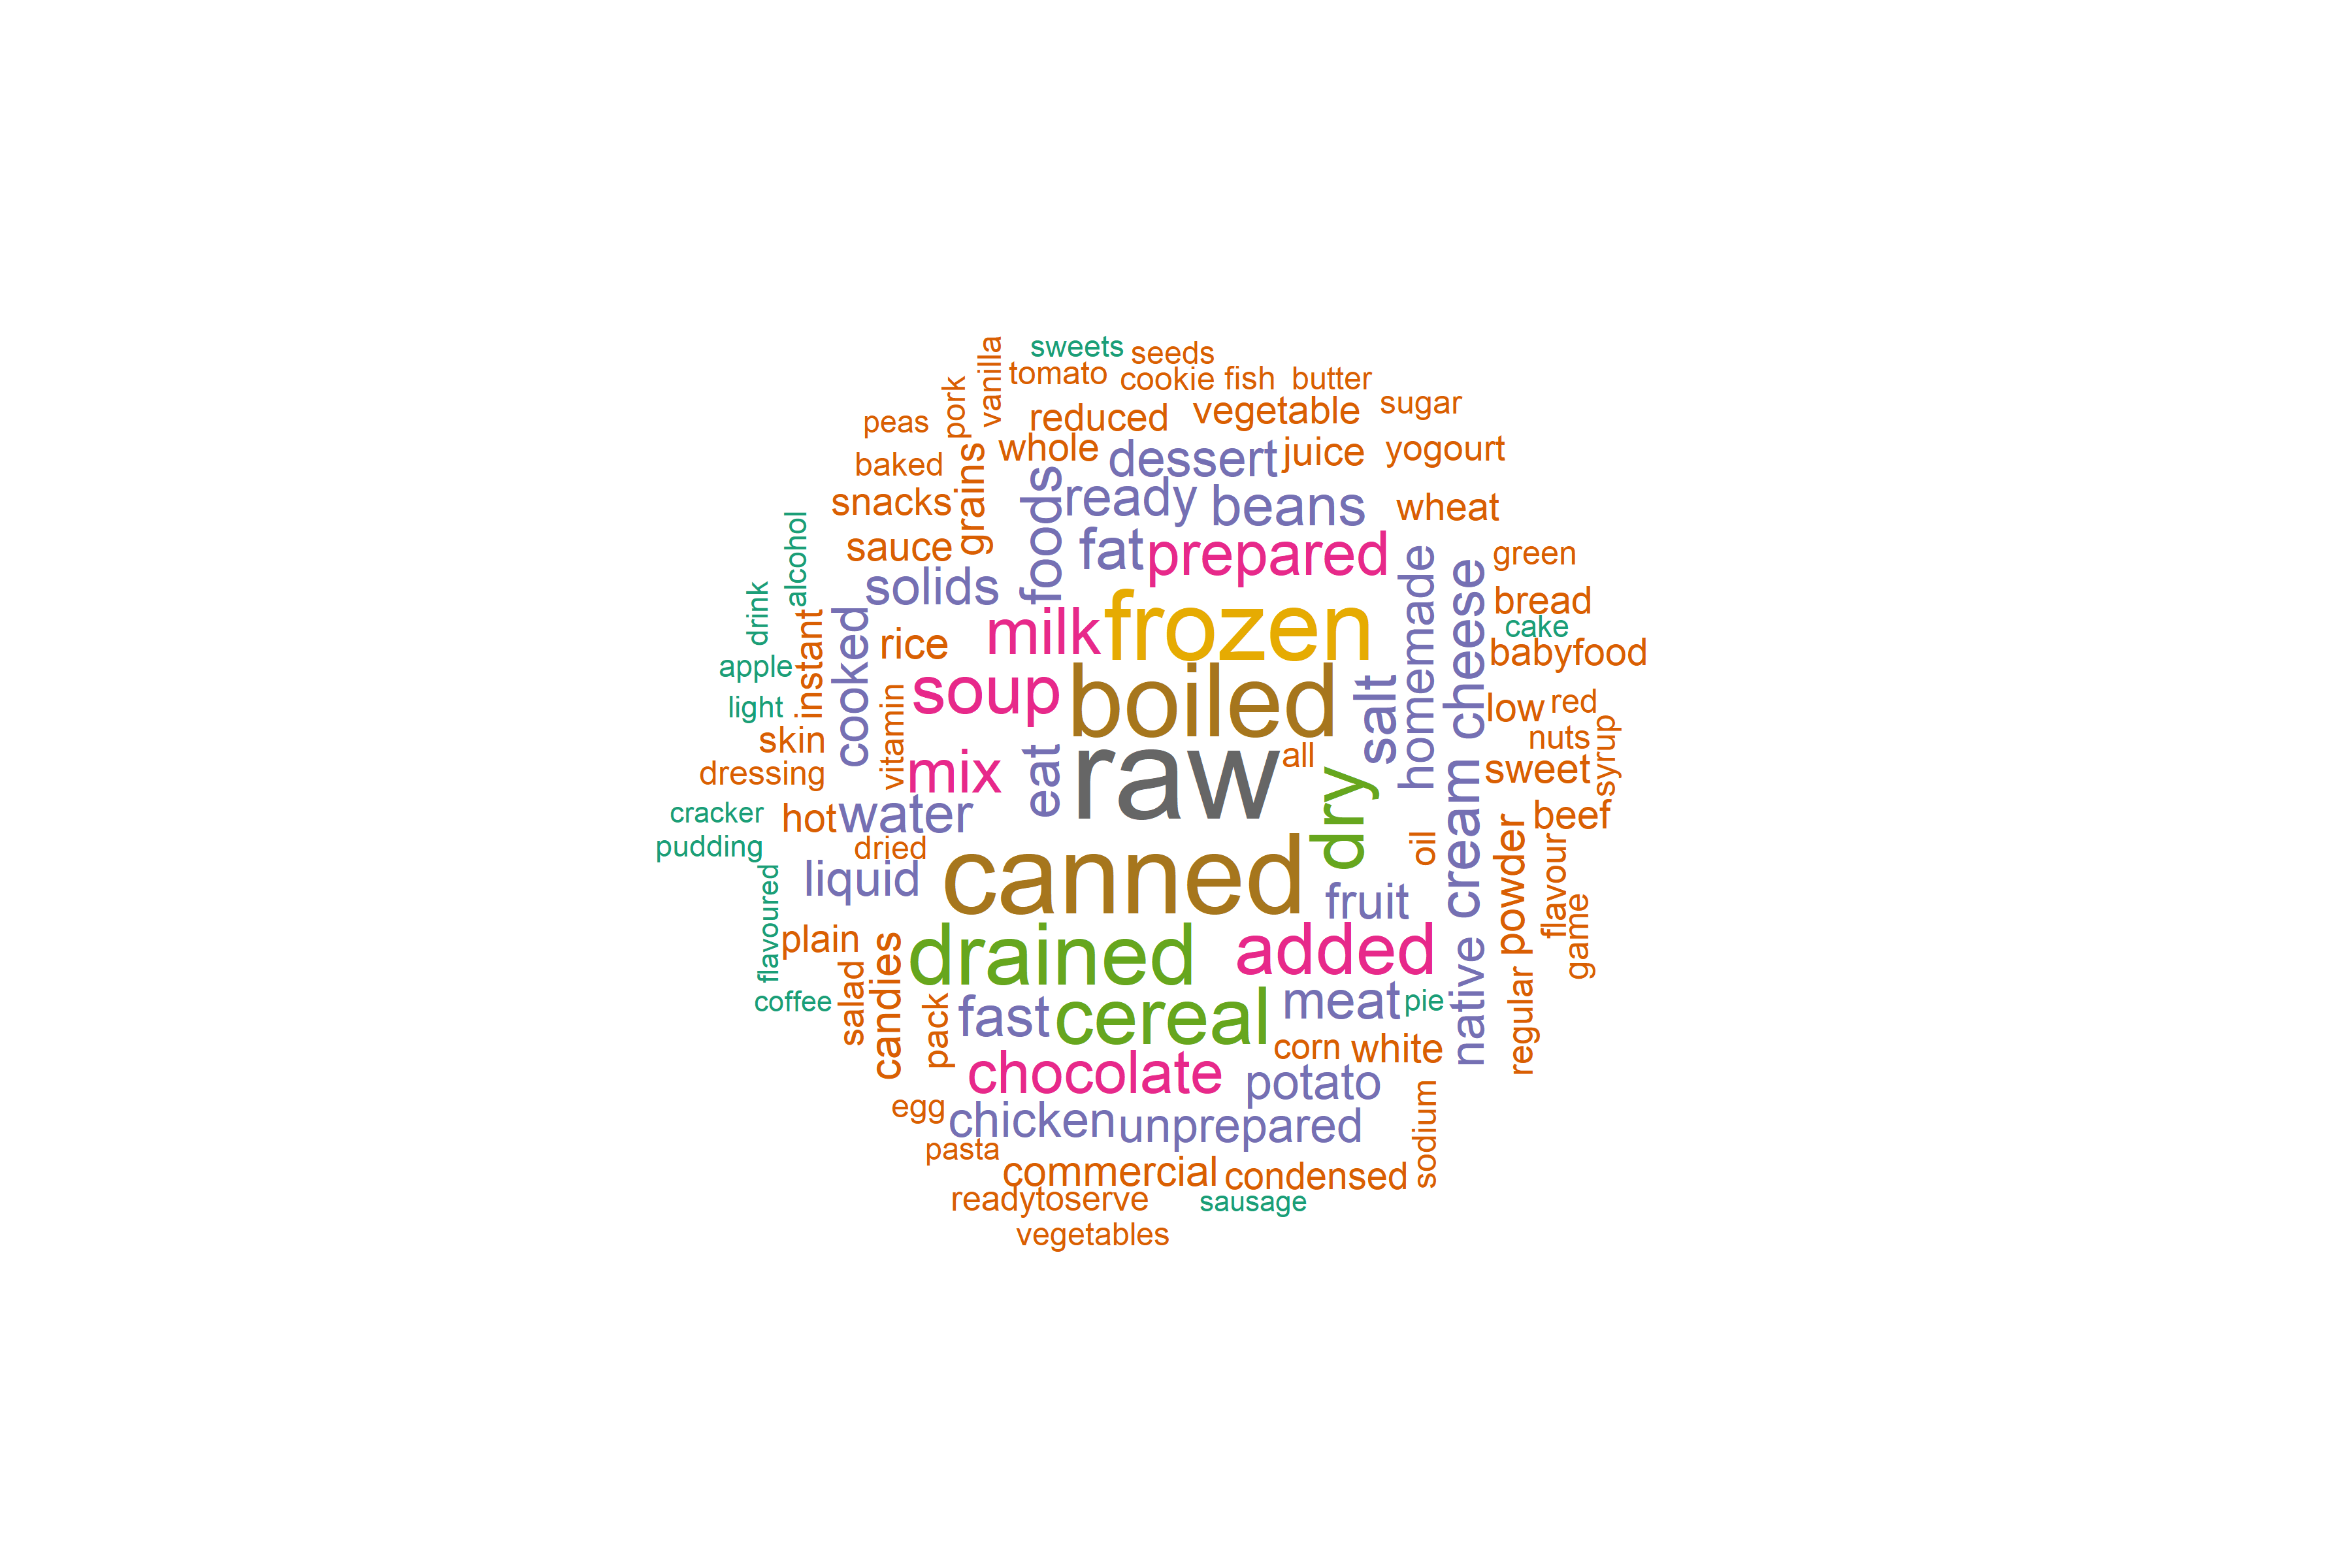 sweets
seeds
vanilla
tomato
cookie
fish
butter
pork
peas
reduced
vegetable
sugar
baked
grains
whole
dessert
juice
yogourt
snacks
foods
ready
beans
wheat
alcohol
sauce
fat
prepared
homemade
cheese
green
drink
solids
frozen
bread
cooked
rice
milk
cake
babyfood
apple
instant
soup
boiled
salt
low
red
light
vitamin
skin
nuts
syrup
dressing
mix
eat
raw
all
dry
cream
sweet
cracker
hot
water
beef
pudding
dried
oil
powder
flavour
flavoured
liquid
canned
fruit
game
plain
drained
added
native
coffee
salad
candies
pack
fast
cereal
meat
pie
regular
corn
white
chocolate
potato
egg
chicken
unprepared
sodium
pasta
commercial
condensed
readytoserve
sausage
vegetables